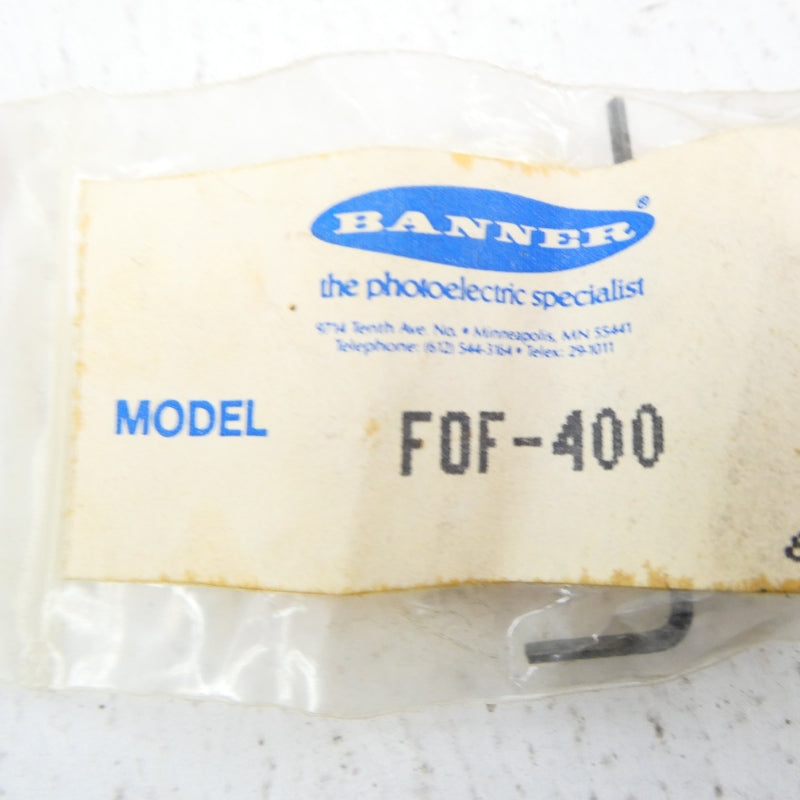 BANNER®
the photoelectric specialist
9714 Tenth Ave. No. • Minneapolis, MN 55441
Telephone: (612) 544-3164 • Telex: 29-1011
MODEL FOF-400